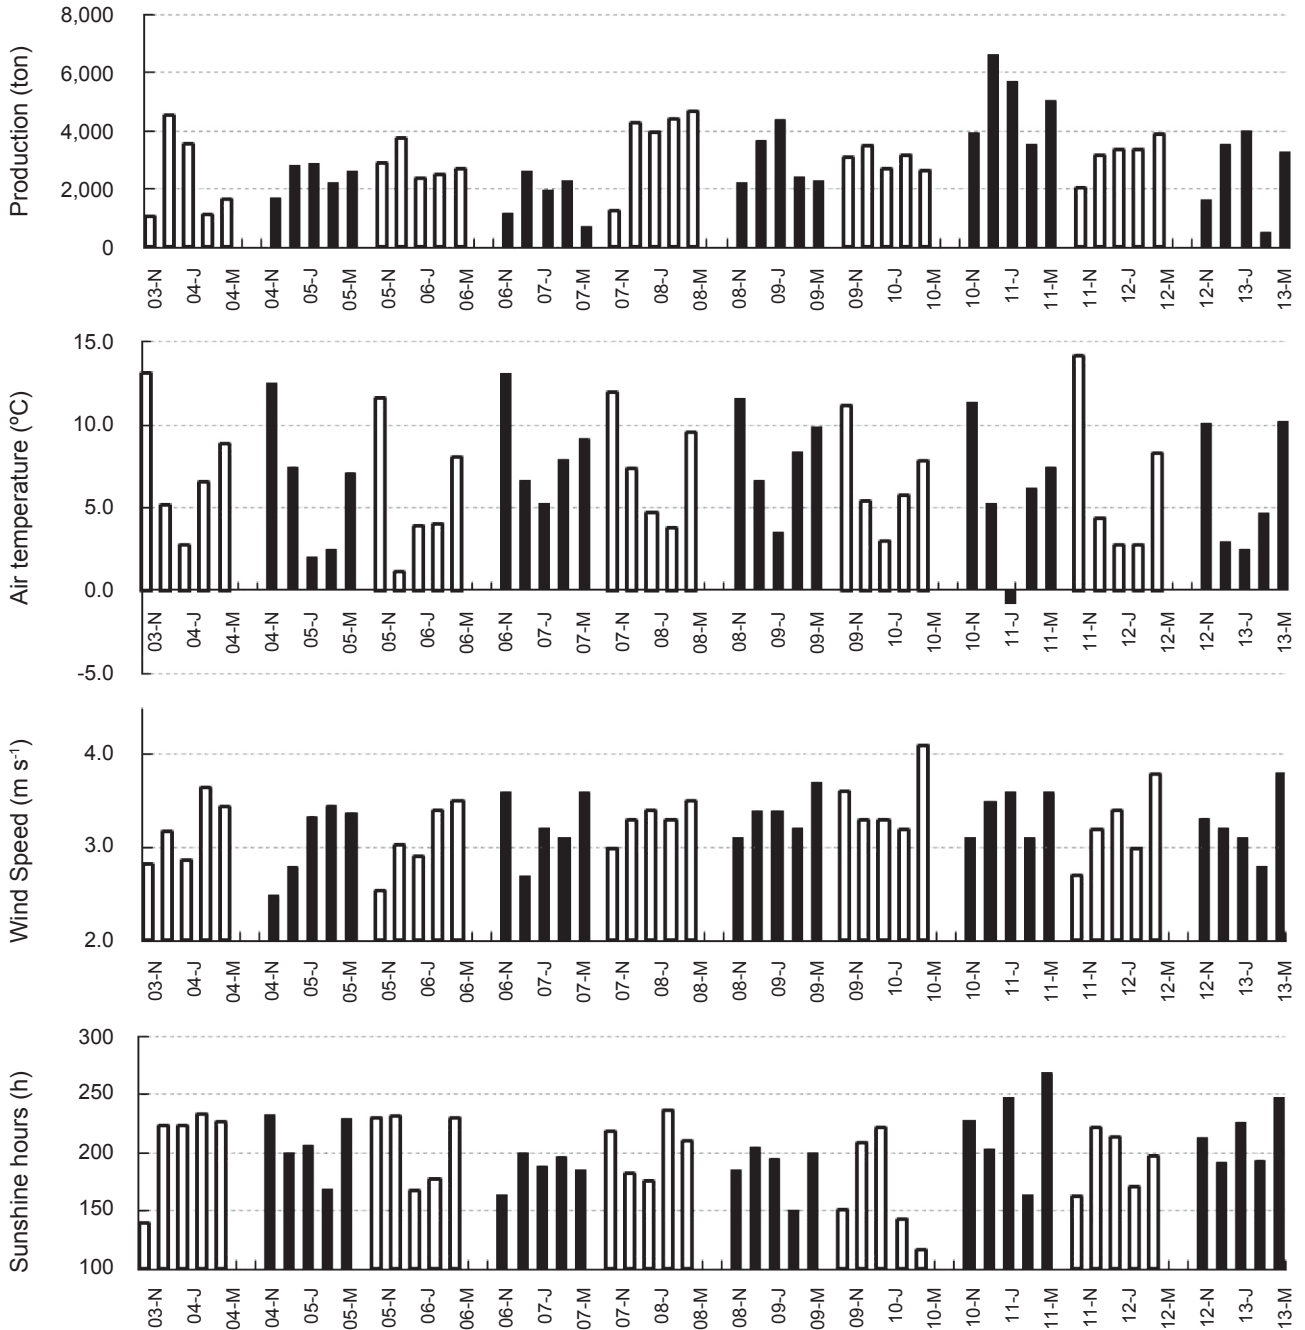 Production (ton)
8,000
6,000
4,000
2,000
0
03-N 04-J 04-M 04-N 05-J 05-M 05-N 06-J 06-M 06-N 07-J 07-M 07-N 08-J 08-M 08-N 09-J 09-M 09-N 10-J 10-M 10-N 11-J 11-M 11-N 12-J 12-M 12-N 13-J 13-M
Air temperature (ºC)
15.0
10.0
5.0
0.0
03-N 04-J 04-M 04-N 05-J 05-M 05-N 06-J 06-M 06-N 07-J 07-M 07-N 08-J 08-M 08-N 09-J 09-M 09-N 10-J 10-M 10-N 11-J 11-M 11-N 12-J 12-M 12-N 13-J 13-M
-5.0
Wind Speed (m s⁻¹)
4.0
3.0
2.0
03-N 04-J 04-M 04-N 05-J 05-M 05-N 06-J 06-M 06-N 07-J 07-M 07-N 08-J 08-M 08-N 09-J 09-M 09-N 10-J 10-M 10-N 11-J 11-M 11-N 12-J 12-M 12-N 13-J 13-M
Sunshine hours (h)
300
250
200
150
100
03-N 04-J 04-M 04-N 05-J 05-M 05-N 06-J 06-M 06-N 07-J 07-M 07-N 08-J 08-M 08-N 09-J 09-M 09-N 10-J 10-M 10-N 11-J 11-M 11-N 12-J 12-M 12-N 13-J 13-M